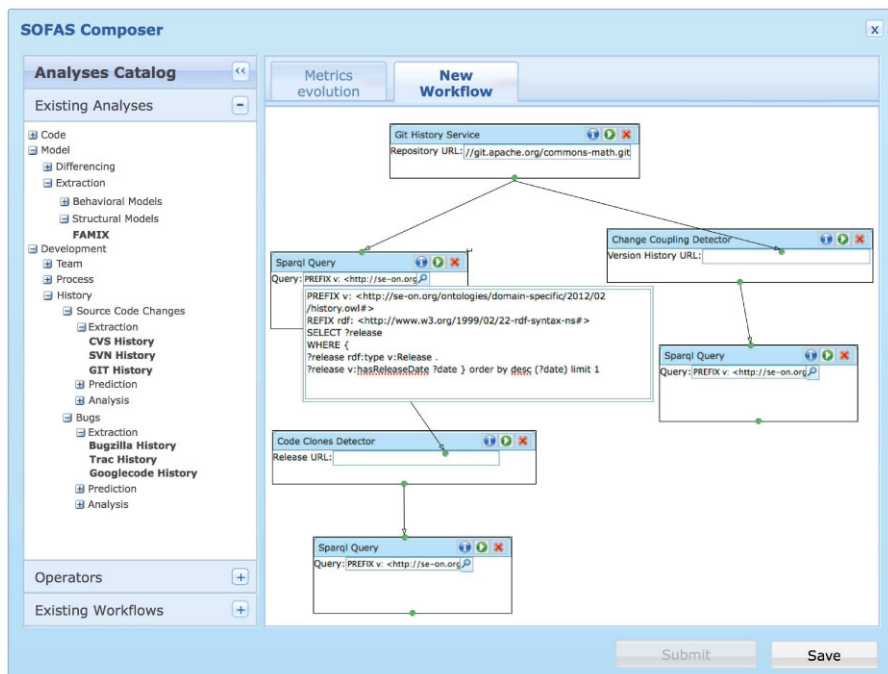 SOFAS Composer
x
Analyses Catalog
<<
Existing Analyses
Code
Model
Differencing
Extraction
Behavioral Models
Structural Models
FAMIX
Development
Team
Process
History
Source Code Changes
Extraction
CVS History
SVN History
GIT History
Prediction
Analysis
Bugs
Extraction
Bugzilla History
Trac History
Googlecode History
Prediction
Analysis
Operators
Existing Workflows
Metrics
evolution
New
Workflow
Git History Service
Repository URL: //git.apache.org/commons-math.git
Sparql Query
Query: PREFIX v: <http://se-on.org
PREFIX v: <http://se-on.org/ontologies/domain-specific/2012/02
/history.owl#>
REFIX rdf: <http://www.w3.org/1999/02/22-rdf-syntax-ns#>
SELECT ?release
WHERE {
?release rdf:type v:Release .
?release v:hasReleaseDate ?date } order by desc (?date) limit 1
Change Coupling Detector
Version History URL:
Sparql Query
Query: PREFIX v: <http://se-on.org
Code Clones Detector
Release URL:
Sparql Query
Query: PREFIX v: <http://se-on.org
Submit
Save